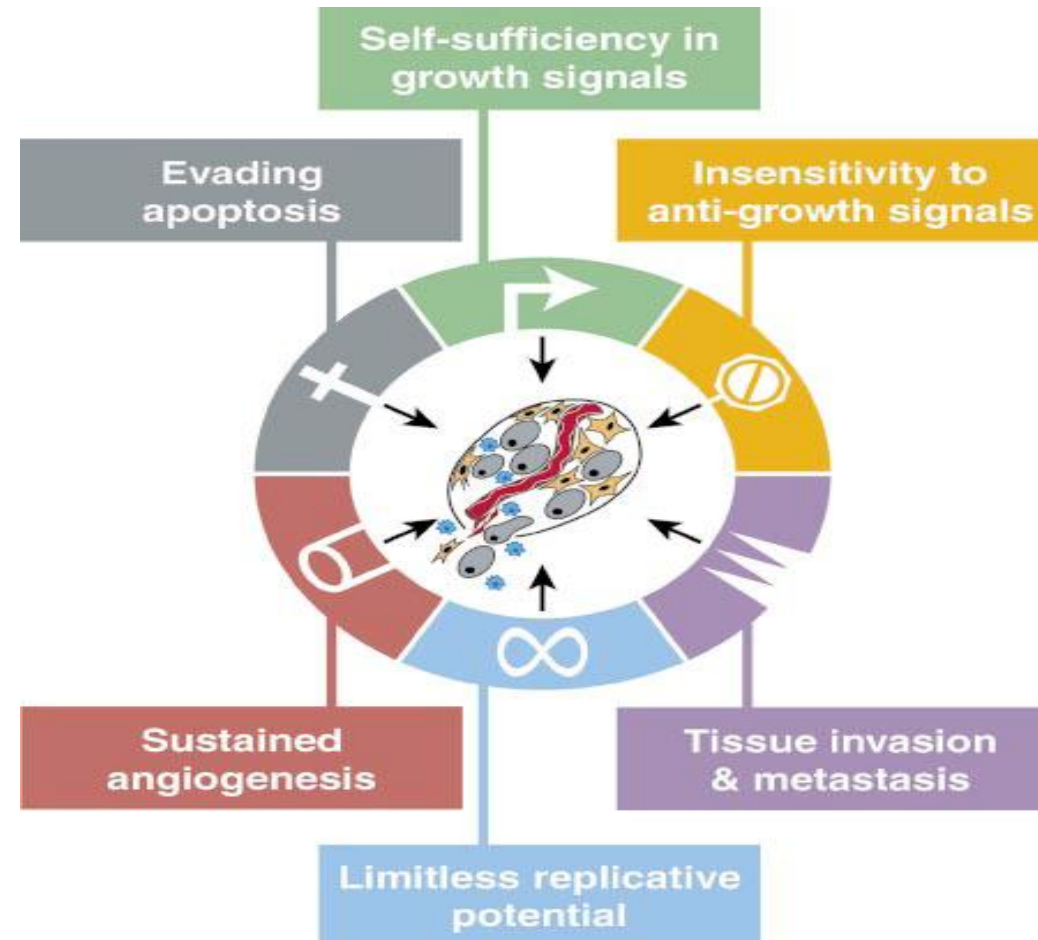 Self-sufficiency in
growth signals
Evading
apoptosis
Insensitivity to
anti-growth signals
Sustained
angiogenesis
Tissue invasion
& metastasis
Limitless replicative
potential